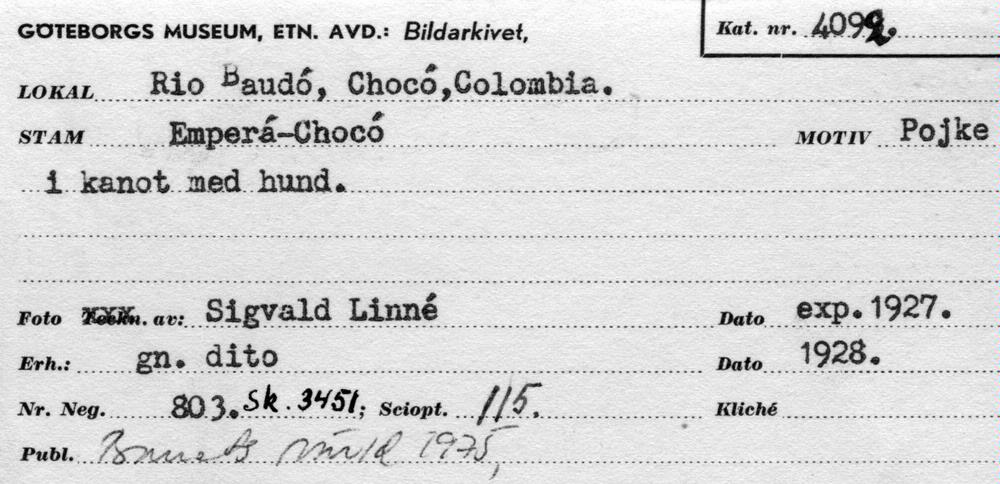 GÖTEBORGS MUSEUM, ETN. AVD.: Bildarkivet,
Kat. nr. 4092.
LOKAL Rio Baudó, Chocó,Colombia.
STAM Emperá-Chocó MOTIV Pojke
i kanot med hund.
Foto Teckn. av: Sigvald Linné Dato exp.1927.
Erh.: gn. dito Dato 1928.
Nr. Neg. 803. Sk. 3451; Sciopt. 115. Kliché
Publ. 1975,